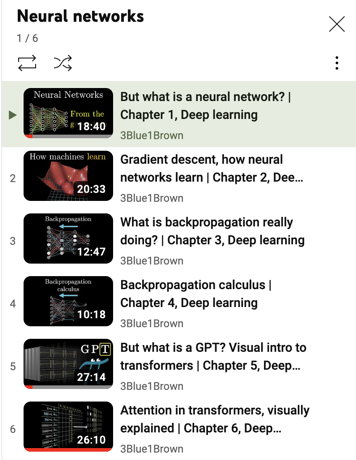 Neural networks
1 / 6
Neural Networks
From the
g
18:40
But what is a neural network? |
Chapter 1, Deep learning
3Blue1Brown
2
How machines learn
20:33
Gradient descent, how neural
networks learn | Chapter 2, Dee…
3Blue1Brown
3
Backpropagation
12:47
What is backpropagation really
doing? | Chapter 3, Deep learning
3Blue1Brown
4
Backpropagation
calculus
10:18
Backpropagation calculus |
Chapter 4, Deep learning
3Blue1Brown
5
GPT
27:14
But what is a GPT? Visual intro to
transformers | Chapter 5, Deep…
3Blue1Brown
6
26:10
Attention in transformers, visually
explained | Chapter 6, Deep…
3Blue1Brown